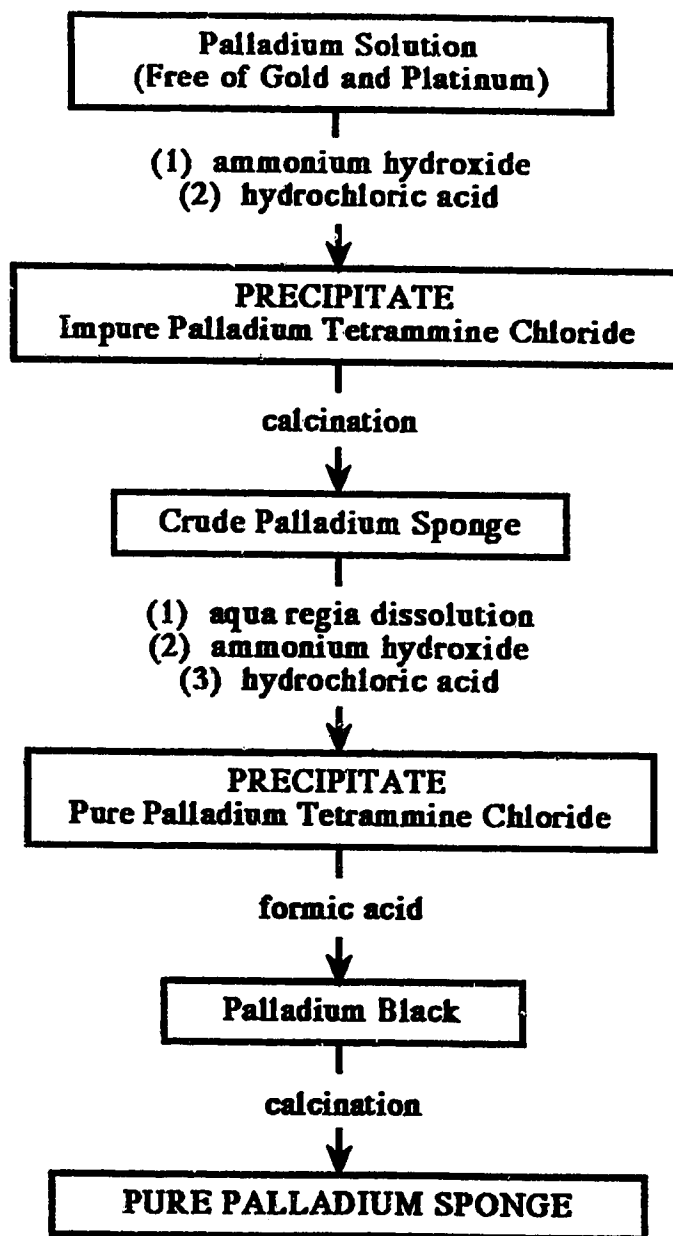 Palladium Solution
(Free of Gold and Platinum)
(1) ammonium hydroxide
(2) hydrochloric acid
PRECIPITATE
Impure Palladium Tetrammine Chloride
calcination
Crude Palladium Sponge
(1) aqua regia dissolution
(2) ammonium hydroxide
(3) hydrochloric acid
PRECIPITATE
Pure Palladium Tetrammine Chloride
formic acid
Palladium Black
calcination
PURE PALLADIUM SPONGE